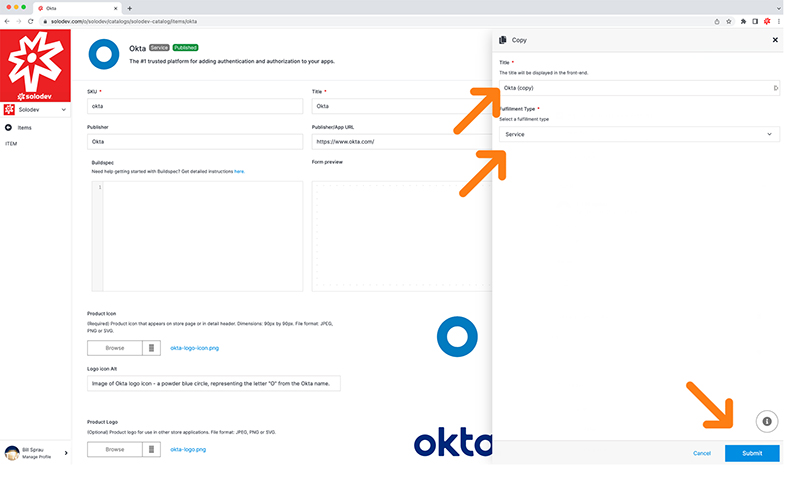 Okta
solodev.com/o/solodev/catalogs/solodev-catalog/items/okta
solodev
Solodev
Items
ITEM
Bill Sprau
Manage Profile
Okta Service Published
The #1 trusted platform for adding authentication and authorization to your apps.
SKU *
okta
Title *
Okta
Publisher
Okta
Publisher/App URL
https://www.okta.com/
Buildspec
Need help getting started with Buildspec? Get detailed instructions here
1
Form preview
Product Icon
(Required) Product icon that appears on store page or in detail header. Dimensions: 90px by 90px. File format: JPEG,
PNG or SVG.
Browse
okta-logo-icon.png
Logo Icon Alt
Image of Okta logo icon - a powder blue circle, representing the letter "O" from the Okta name.
Product Logo
(Optional) Product logo for use in other store applications. File format: JPEG, PNG or SVG.
Browse
okta-logo.png
okta
Copy
Title *
The title will be displayed in the front-end.
Okta (copy)
Fulfillment Type *
Select a fulfillment type
Service
Cancel
Submit